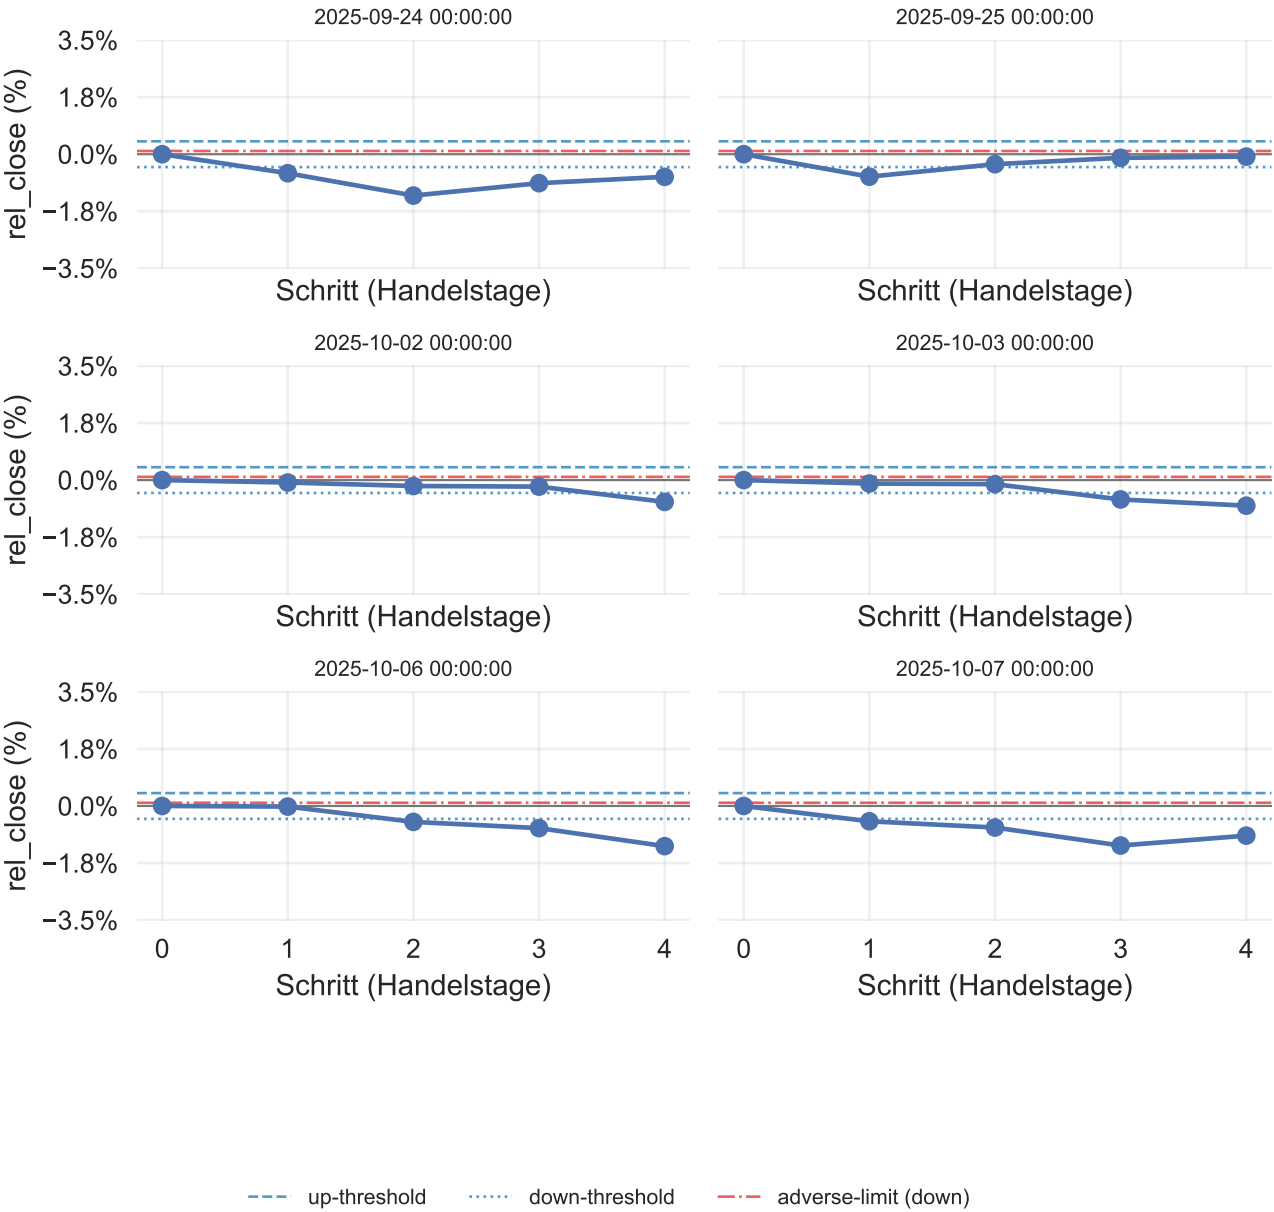 2025-09-24 00:00:00
2025-09-25 00:00:00
3.5%
1.8%
0.0%
−1.8%
−3.5%
rel_close (%)
Schritt (Handelstage)
Schritt (Handelstage)
2025-10-02 00:00:00
2025-10-03 00:00:00
3.5%
1.8%
0.0%
−1.8%
−3.5%
rel_close (%)
Schritt (Handelstage)
Schritt (Handelstage)
2025-10-06 00:00:00
2025-10-07 00:00:00
3.5%
1.8%
0.0%
−1.8%
−3.5%
rel_close (%)
0 1 2 3 4
0 1 2 3 4
Schritt (Handelstage)
Schritt (Handelstage)
up-threshold
down-threshold
adverse-limit (down)